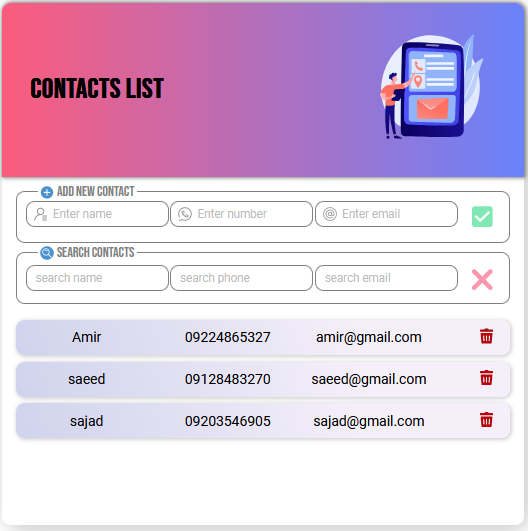 CONTACTS LIST
ADD NEW CONTACT
Enter name Enter number Enter email
SEARCH CONTACTS
search name search phone search email
Amir 09224865327 amir@gmail.com
saeed 09128483270 saeed@gmail.com
sajad 09203546905 sajad@gmail.com